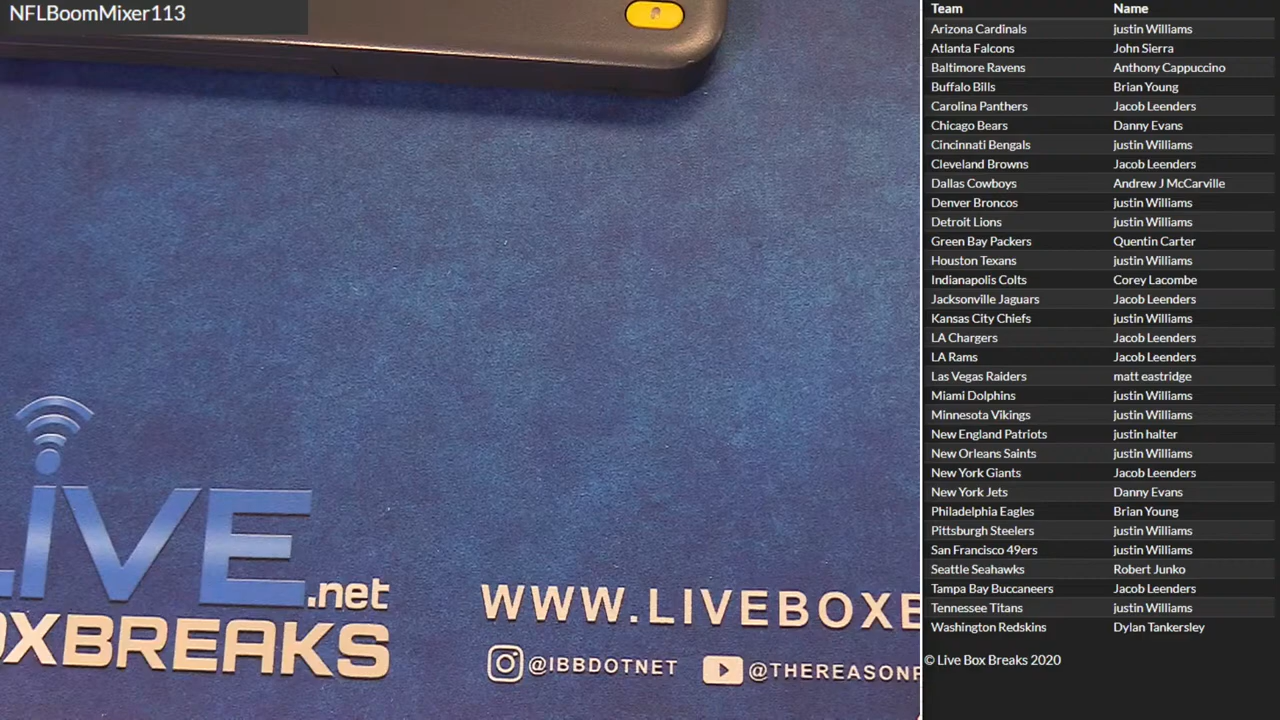 NFLBoomMixer113
Team Name
Arizona Cardinals justin Williams
Atlanta Falcons John Sierra
Baltimore Ravens Anthony Cappuccino
Buffalo Bills Brian Young
Carolina Panthers Jacob Leenders
Chicago Bears Danny Evans
Cincinnati Bengals justin Williams
Cleveland Browns Jacob Leenders
Dallas Cowboys Andrew J McCarville
Denver Broncos justin Williams
Detroit Lions justin Williams
Green Bay Packers Quentin Carter
Houston Texans justin Williams
Indianapolis Colts Corey Lacombe
Jacksonville Jaguars Jacob Leenders
Kansas City Chiefs justin Williams
LA Chargers Jacob Leenders
LA Rams Jacob Leenders
Las Vegas Raiders matt eastridge
Miami Dolphins justin Williams
Minnesota Vikings justin Williams
New England Patriots justin halter
New Orleans Saints justin Williams
New York Giants Jacob Leenders
New York Jets Danny Evans
Philadelphia Eagles Brian Young
Pittsburgh Steelers justin Williams
San Francisco 49ers justin Williams
Seattle Seahawks Robert Junko
Tampa Bay Buccaneers Jacob Leenders
Tennessee Titans justin Williams
Washington Redskins Dylan Tankersley
© Live Box Breaks 2020
LIVE
.net
OXBREAKS
WWW.LIVEBOXB
@IBBDOTNET
@THEREASONF